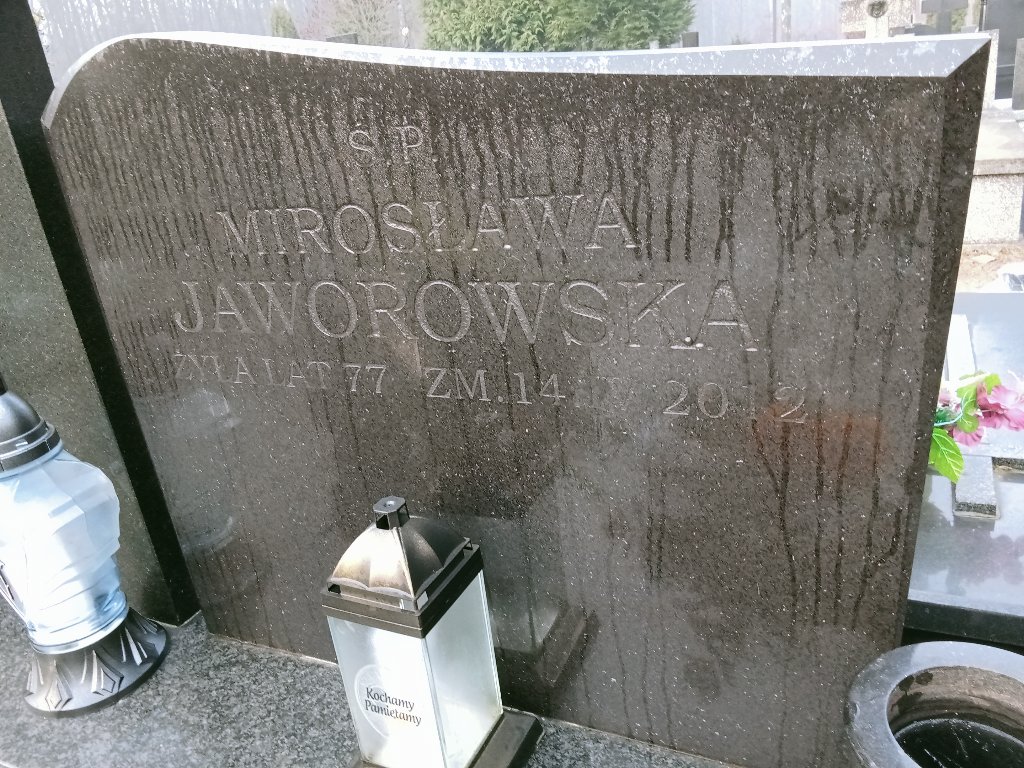 Ś.P.
MIROSŁAWA
JAWOROWSKA
ŻYŁA LAT 77 ZM.14 2012
Kochamy
Pamiętamy